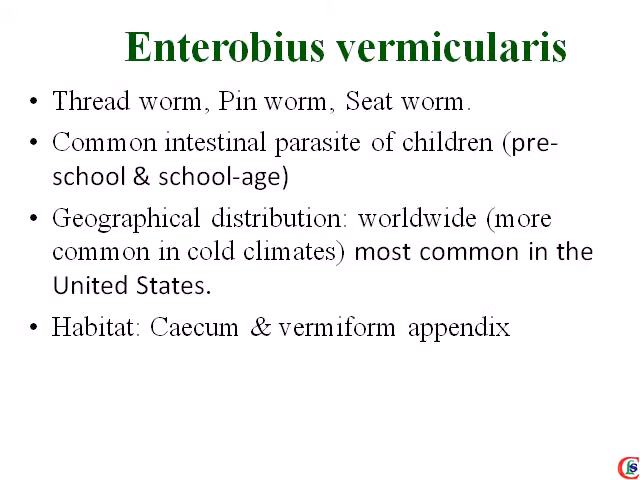 Enterobius vermicularis
• Thread worm, Pin worm, Seat worm.
• Common intestinal parasite of children (pre-
school & school-age)
• Geographical distribution: worldwide (more
common in cold climates) most common in the
United States.
• Habitat: Caecum & vermiform appendix